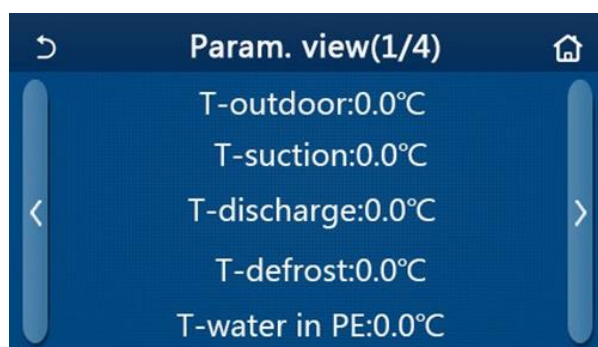 Param. view(1/4)
T-outdoor:0.0℃
T-suction:0.0℃
T-discharge:0.0℃
T-defrost:0.0℃
T-water in PE:0.0℃